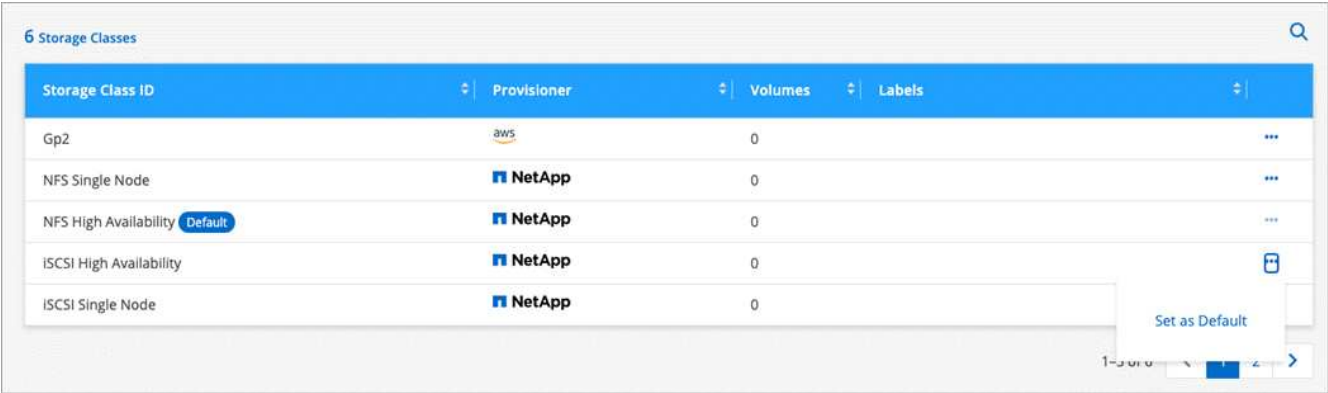 6 Storage Classes
Storage Class ID Provisioner Volumes Labels
Gp2 aws 0
NFS Single Node NetApp 0
NFS High Availability Default NetApp 0
iSCSI High Availability NetApp 0
iSCSI Single Node NetApp 0
Set as Default